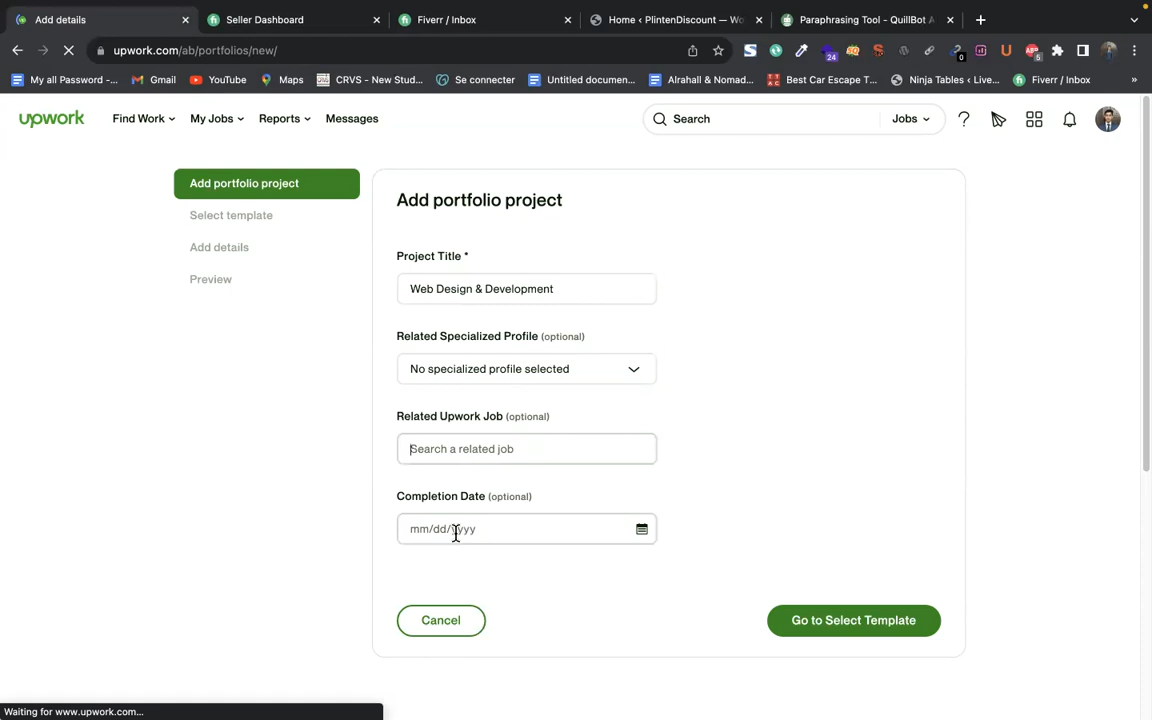 Add details
Seller Dashboard
Fiverr / Inbox
Home ‹ PlintenDiscount — Wo
Paraphrasing Tool - QuillBot A
upwork.com/ab/portfolios/new/
24
0
5
My all Password -...
Gmail
YouTube
Maps
CRVS - New Stud...
Se connecter
Untitled documen...
Alrahall & Nomad...
Best Car Escape T...
Ninja Tables ‹ Live...
Fiverr / Inbox
»
upwork
Find Work
My Jobs
Reports
Messages
Search
Jobs
Add portfolio project
Select template
Add details
Preview
Add portfolio project
Project Title *
Web Design & Development
Related Specialized Profile (optional)
No specialized profile selected
Related Upwork Job (optional)
Search a related job
Completion Date (optional)
mm/dd/yyyy
Cancel
Go to Select Template
Waiting for www.upwork.com...